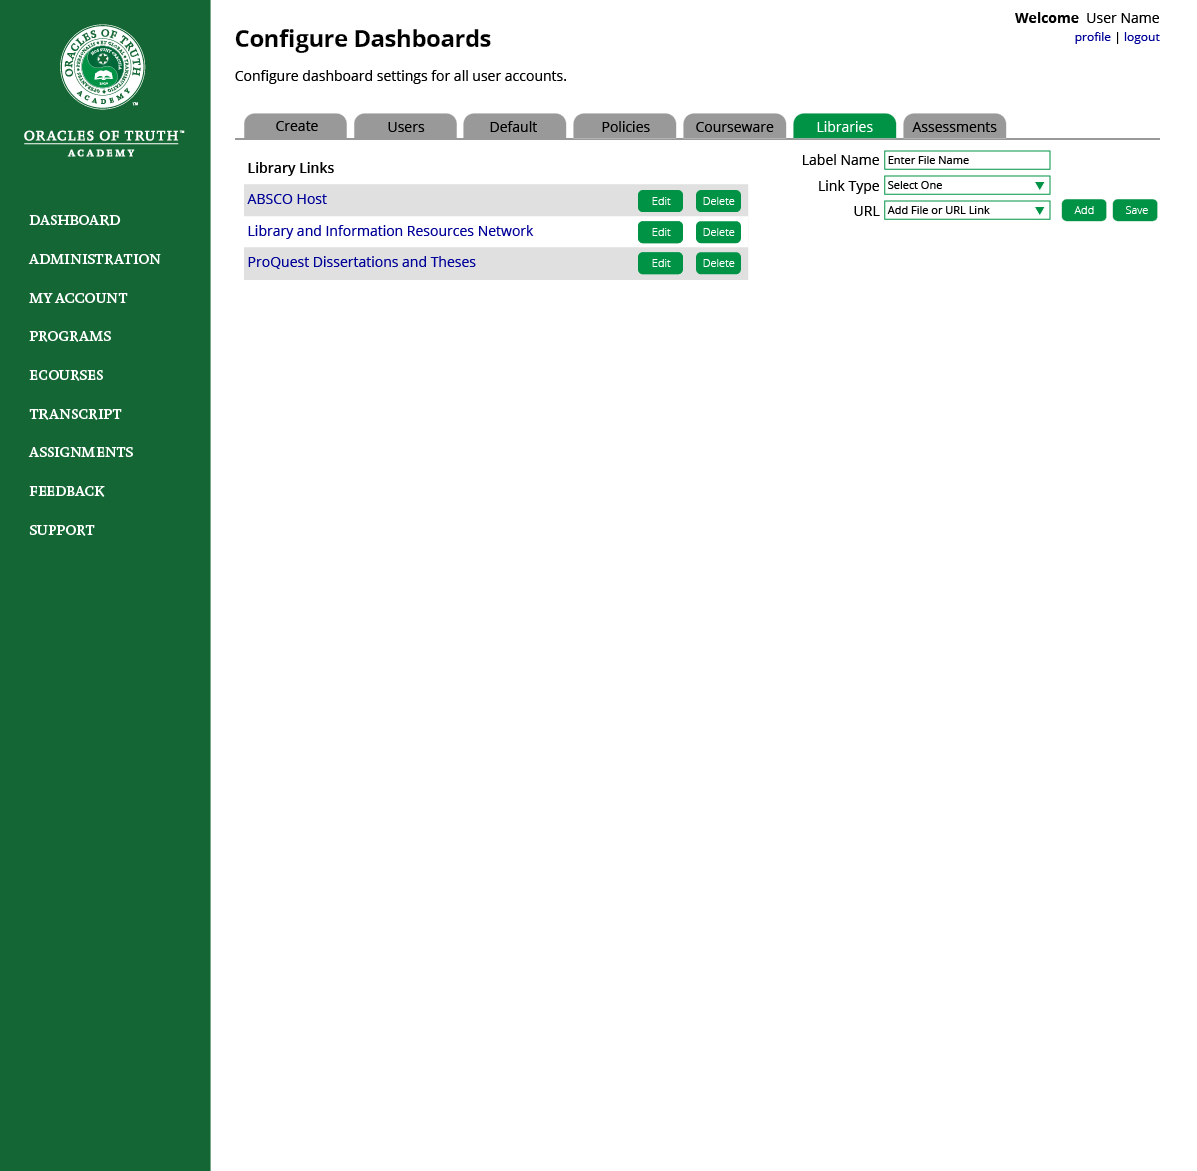 ORACLES OF TRUTH
ACADEMY
ORACLES OF TRUTH™
ACADEMY
DASHBOARD
ADMINISTRATION
MY ACCOUNT
PROGRAMS
ECOURSES
TRANSCRIPT
ASSIGNMENTS
FEEDBACK
SUPPORT
Welcome User Name
profile | logout
Configure Dashboards
Configure dashboard settings for all user accounts.
Create Users Default Policies Courseware Libraries Assessments
Library Links
ABSCO Host Edit Delete
Library and Information Resources Network Edit Delete
ProQuest Dissertations and Theses Edit Delete
Label Name Enter File Name
Link Type Select One ▼
URL Add File or URL Link ▼ Add Save